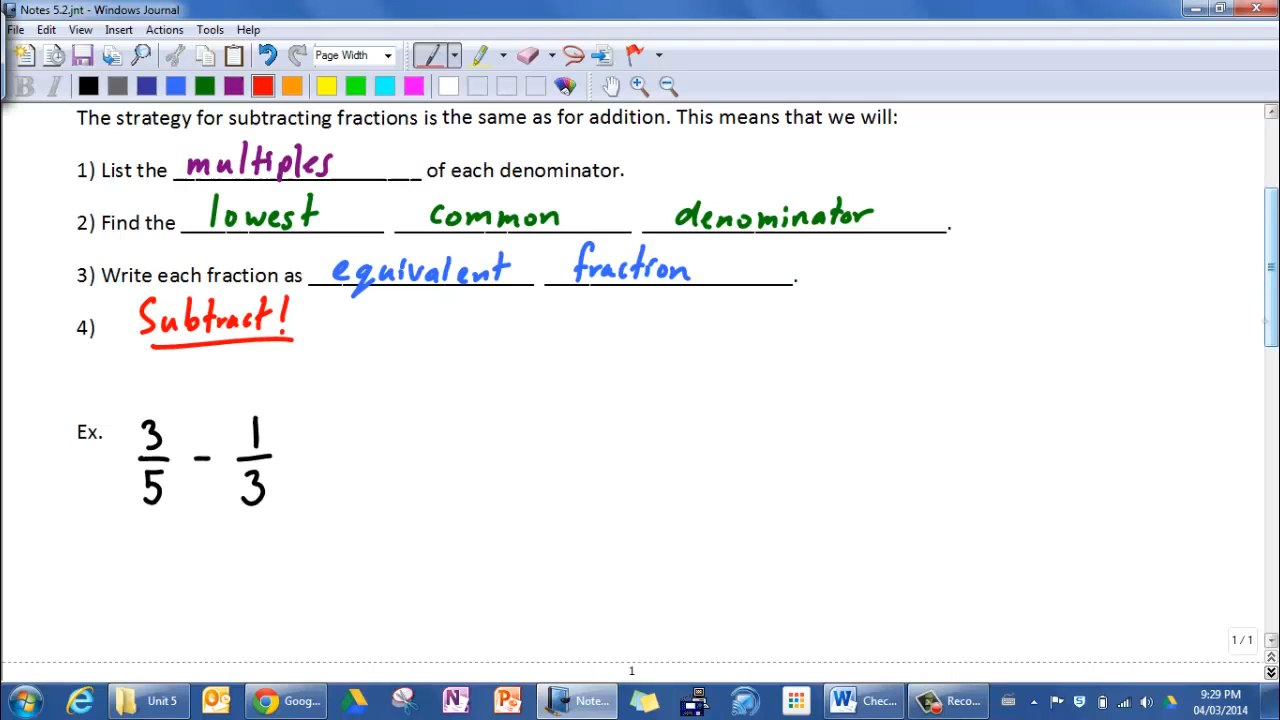 Notes 5.2.jnt - Windows Journal
File Edit View Insert Actions Tools Help
Page Width
B I
The strategy for subtracting fractions is the same as for addition. This means that we will:
1) List the multiples of each denominator.
2) Find the lowest common denominator.
3) Write each fraction as equivalent fraction.
4) Subtract!
Ex. 3/5 - 1/3
1 / 1
1
Unit 5 Goog... Note... Chec... Reco... 9:29 PM
04/03/2014